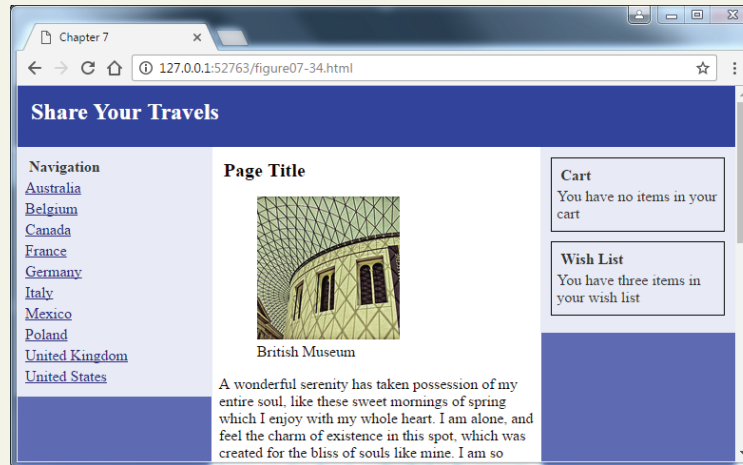 Chapter 7
127.0.0.1:52763/figure07-34.html
Share Your Travels
Navigation
Australia
Belgium
Canada
France
Germany
Italy
Mexico
Poland
United Kingdom
United States
Page Title
British Museum
A wonderful serenity has taken possession of my
entire soul, like these sweet mornings of spring
which I enjoy with my whole heart. I am alone, and
feel the charm of existence in this spot, which was
created for the bliss of souls like mine. I am so
Cart
You have no items in your
cart
Wish List
You have three items in
your wish list